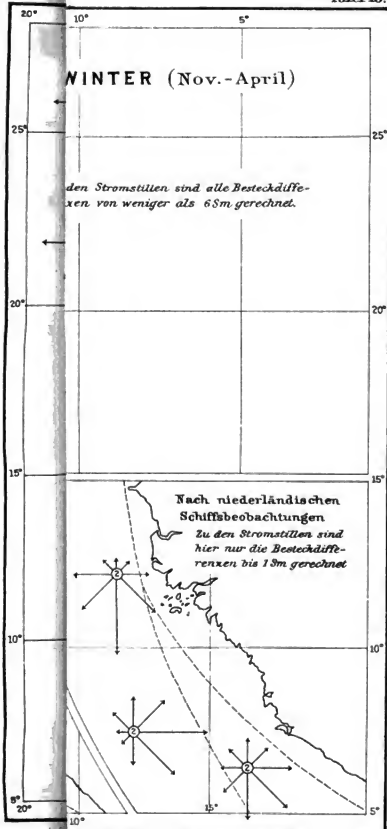 20° 10° 5°
WINTER (Nov.-April)
25° 25°
den Stromstillen sind alle Besteckdiffe-
xen von weniger als 6 Sm gerechnet.
20° 20°
15° 15°
Nach niederländischen
Schiffsbeobachtungen
Zu den Stromstillen sind
hier nur die Besteckdiffe-
renxen bis 1 Sm gerechnet
2
10° 10°
2
2
5° 5°
20° 10° 15°